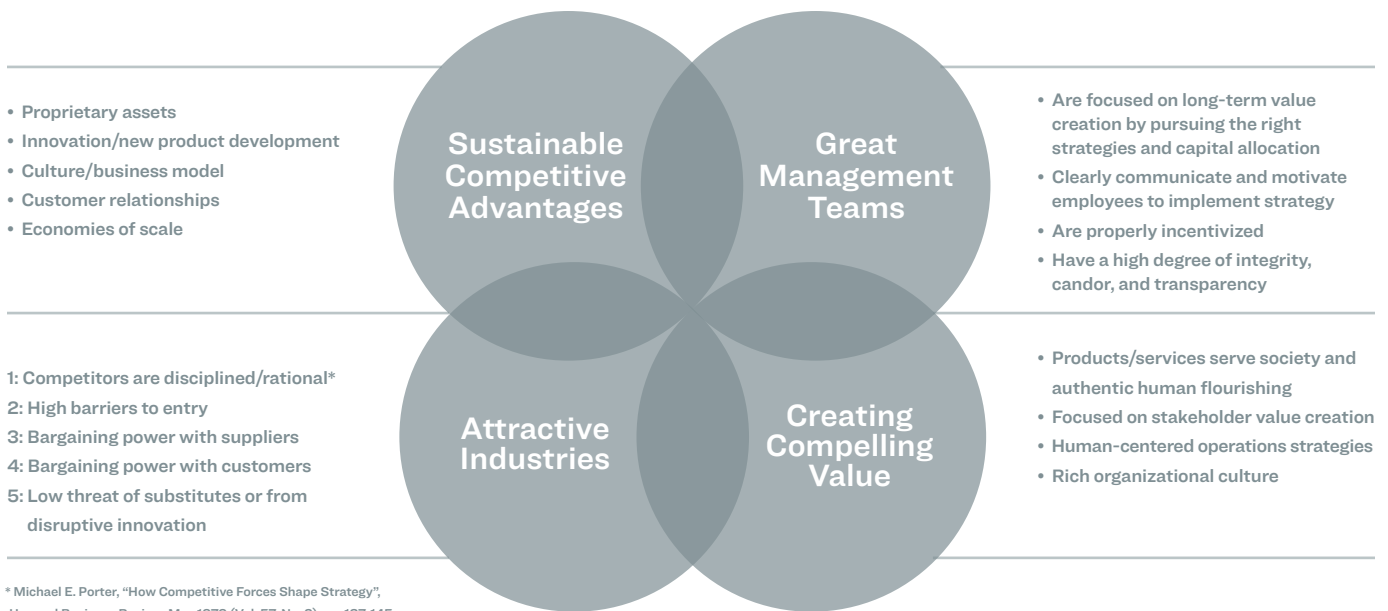 • Proprietary assets
• Innovation/new product development
• Culture/business model
• Customer relationships
• Economies of scale
Sustainable
Competitive
Advantages
Great
Management
Teams
• Are focused on long-term value
creation by pursuing the right
strategies and capital allocation
• Clearly communicate and motivate
employees to implement strategy
• Are properly incentivized
• Have a high degree of integrity,
candor, and transparency
1: Competitors are disciplined/rational*
2: High barriers to entry
3: Bargaining power with suppliers
4: Bargaining power with customers
5: Low threat of substitutes or from
disruptive innovation
Attractive
Industries
Creating
Compelling
Value
• Products/services serve society and
authentic human flourishing
• Focused on stakeholder value creation
• Human-centered operations strategies
• Rich organizational culture
* Michael E. Porter, “How Competitive Forces Shape Strategy”,